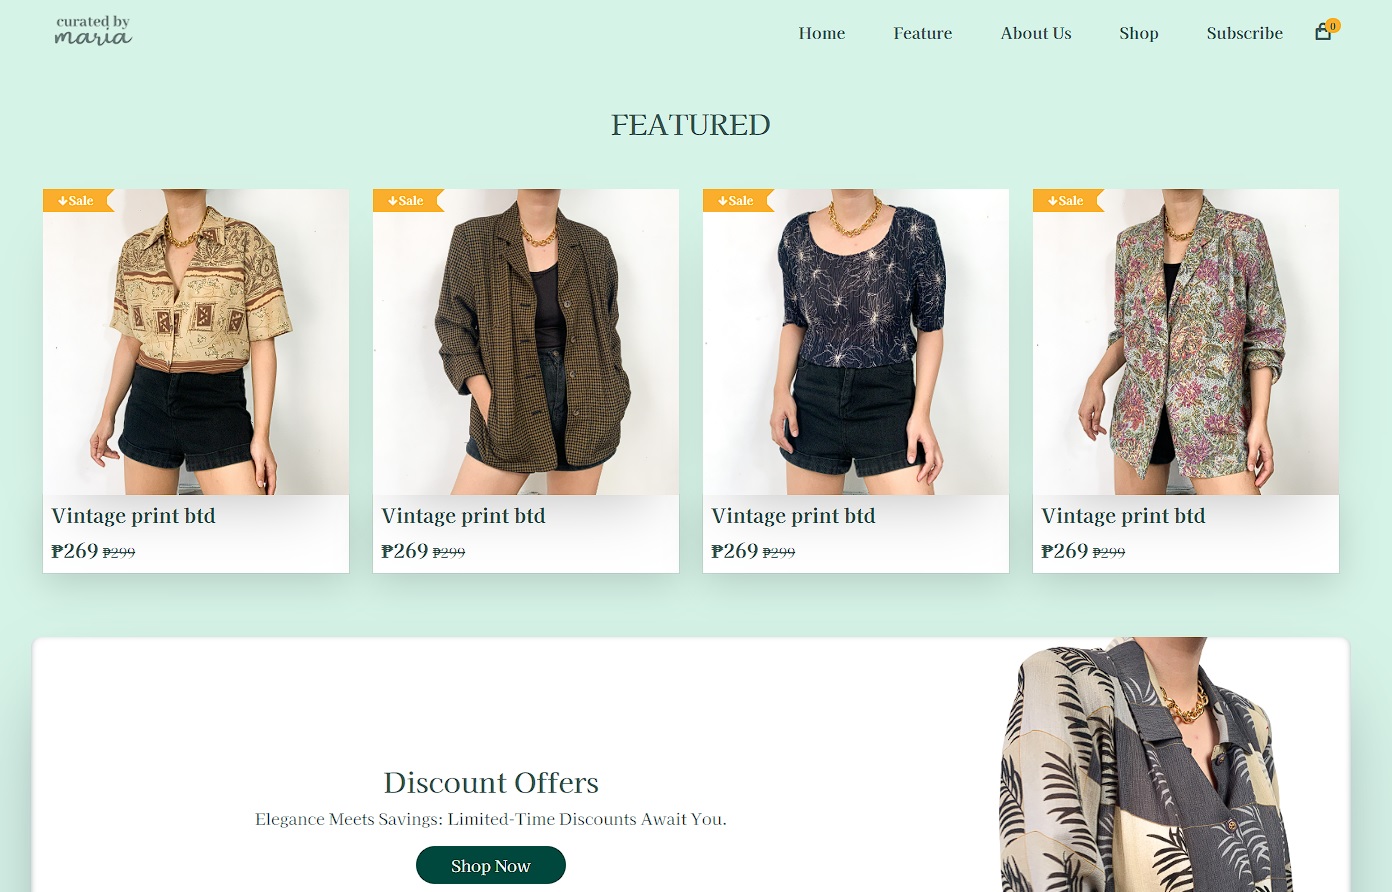 curated by
maria
Home Feature About Us Shop Subscribe 0
FEATURED
Sale Sale Sale Sale
Vintage print btd Vintage print btd Vintage print btd Vintage print btd
₱269 ₱299 ₱269 ₱299 ₱269 ₱299 ₱269 ₱299
Discount Offers
Elegance Meets Savings: Limited-Time Discounts Await You.
Shop Now